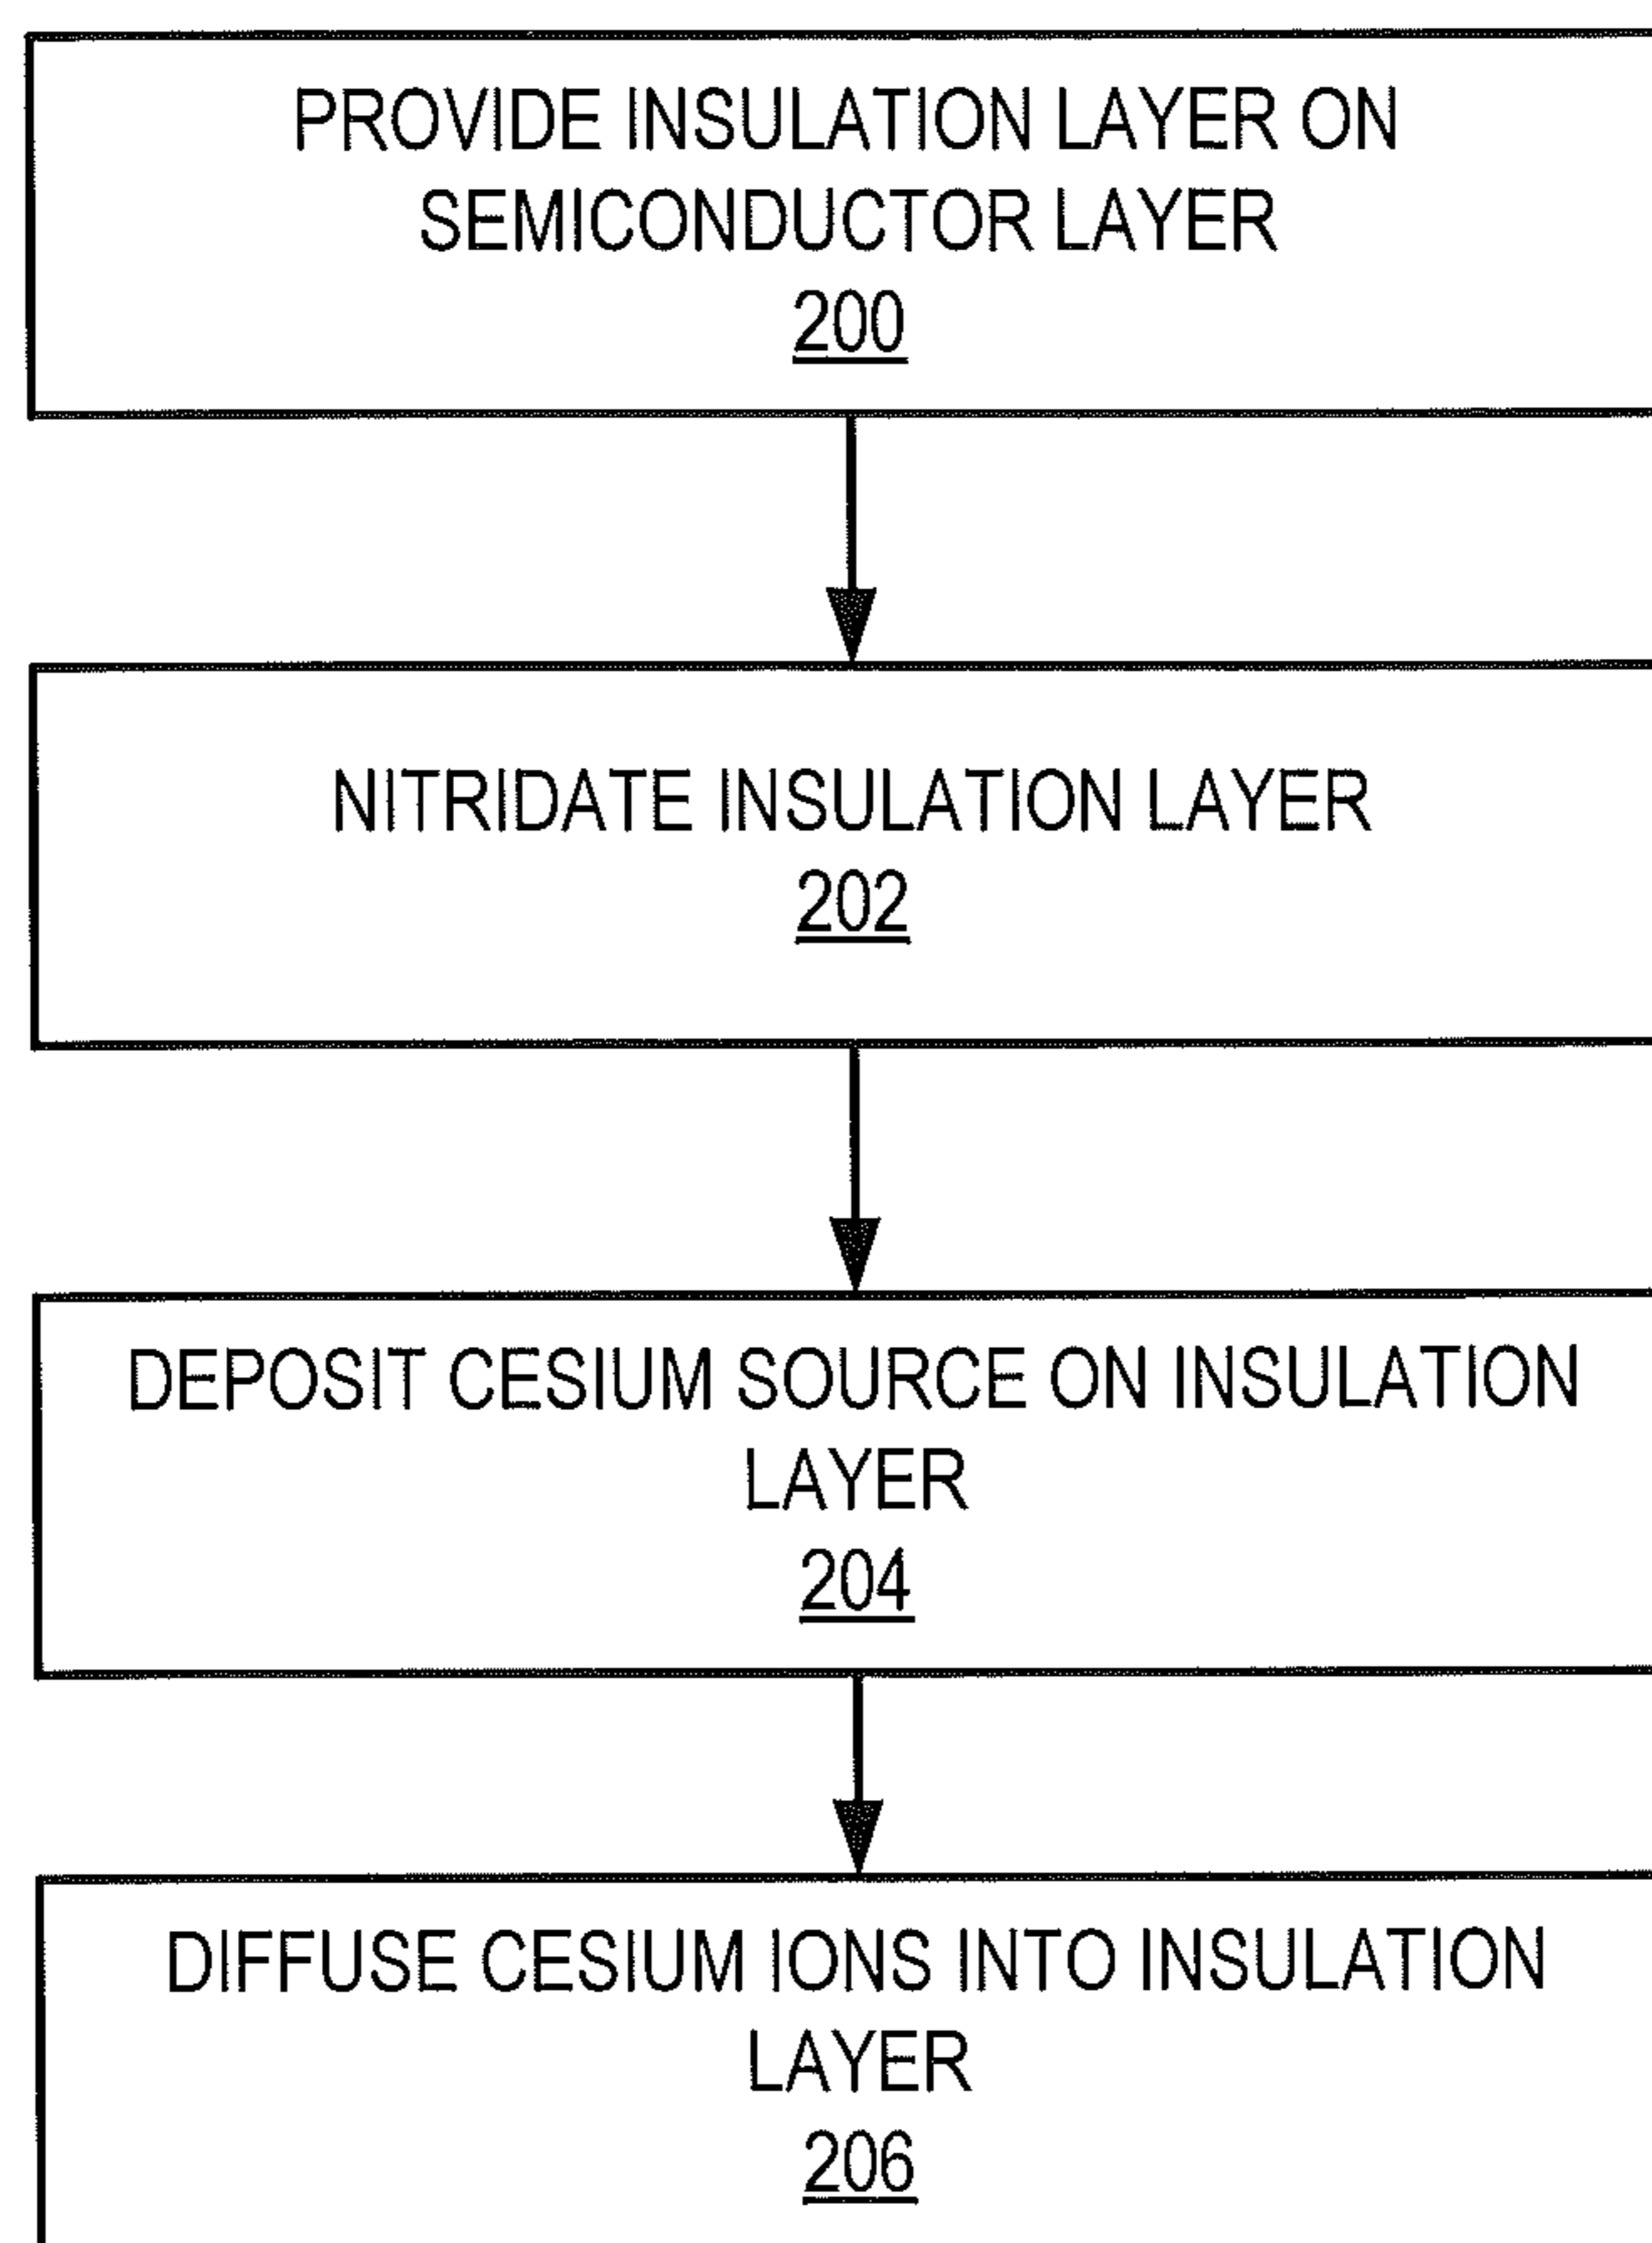 PROVIDE INSULATION LAYER ON
SEMICONDUCTOR LAYER
200
NITRIDATE INSULATION LAYER
202
DEPOSIT CESIUM SOURCE ON INSULATION
LAYER
204
DIFFUSE CESIUM IONS INTO INSULATION
LAYER
206